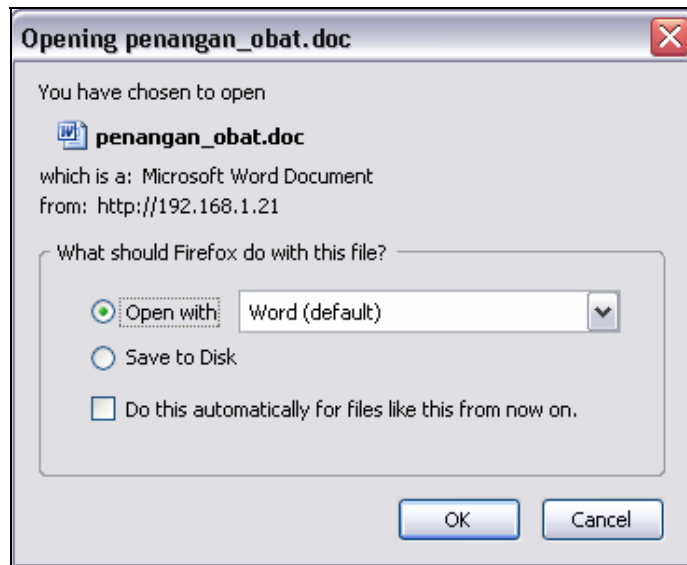 Opening penangan_obat.doc
You have chosen to open
penangan_obat.doc
which is a: Microsoft Word Document
from: http://192.168.1.21
What should Firefox do with this file?
Open with Word (default)
Save to Disk
Do this automatically for files like this from now on.
OK Cancel